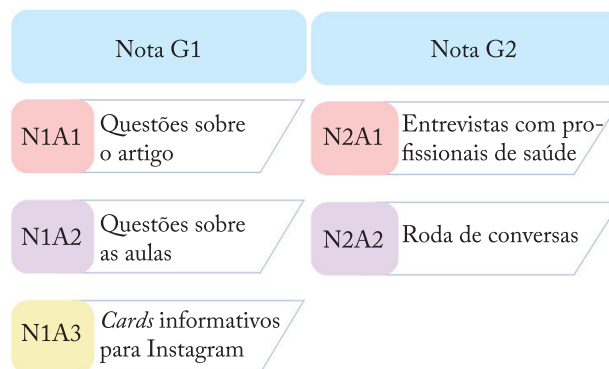 Nota G1
N1A1
Questões sobre
o artigo
N1A2
Questões sobre
as aulas
N1A3
Cards informativos
para Instagram
Nota G2
N2A1
Entrevistas com pro-
fissionais de saúde
N2A2
Roda de conversas